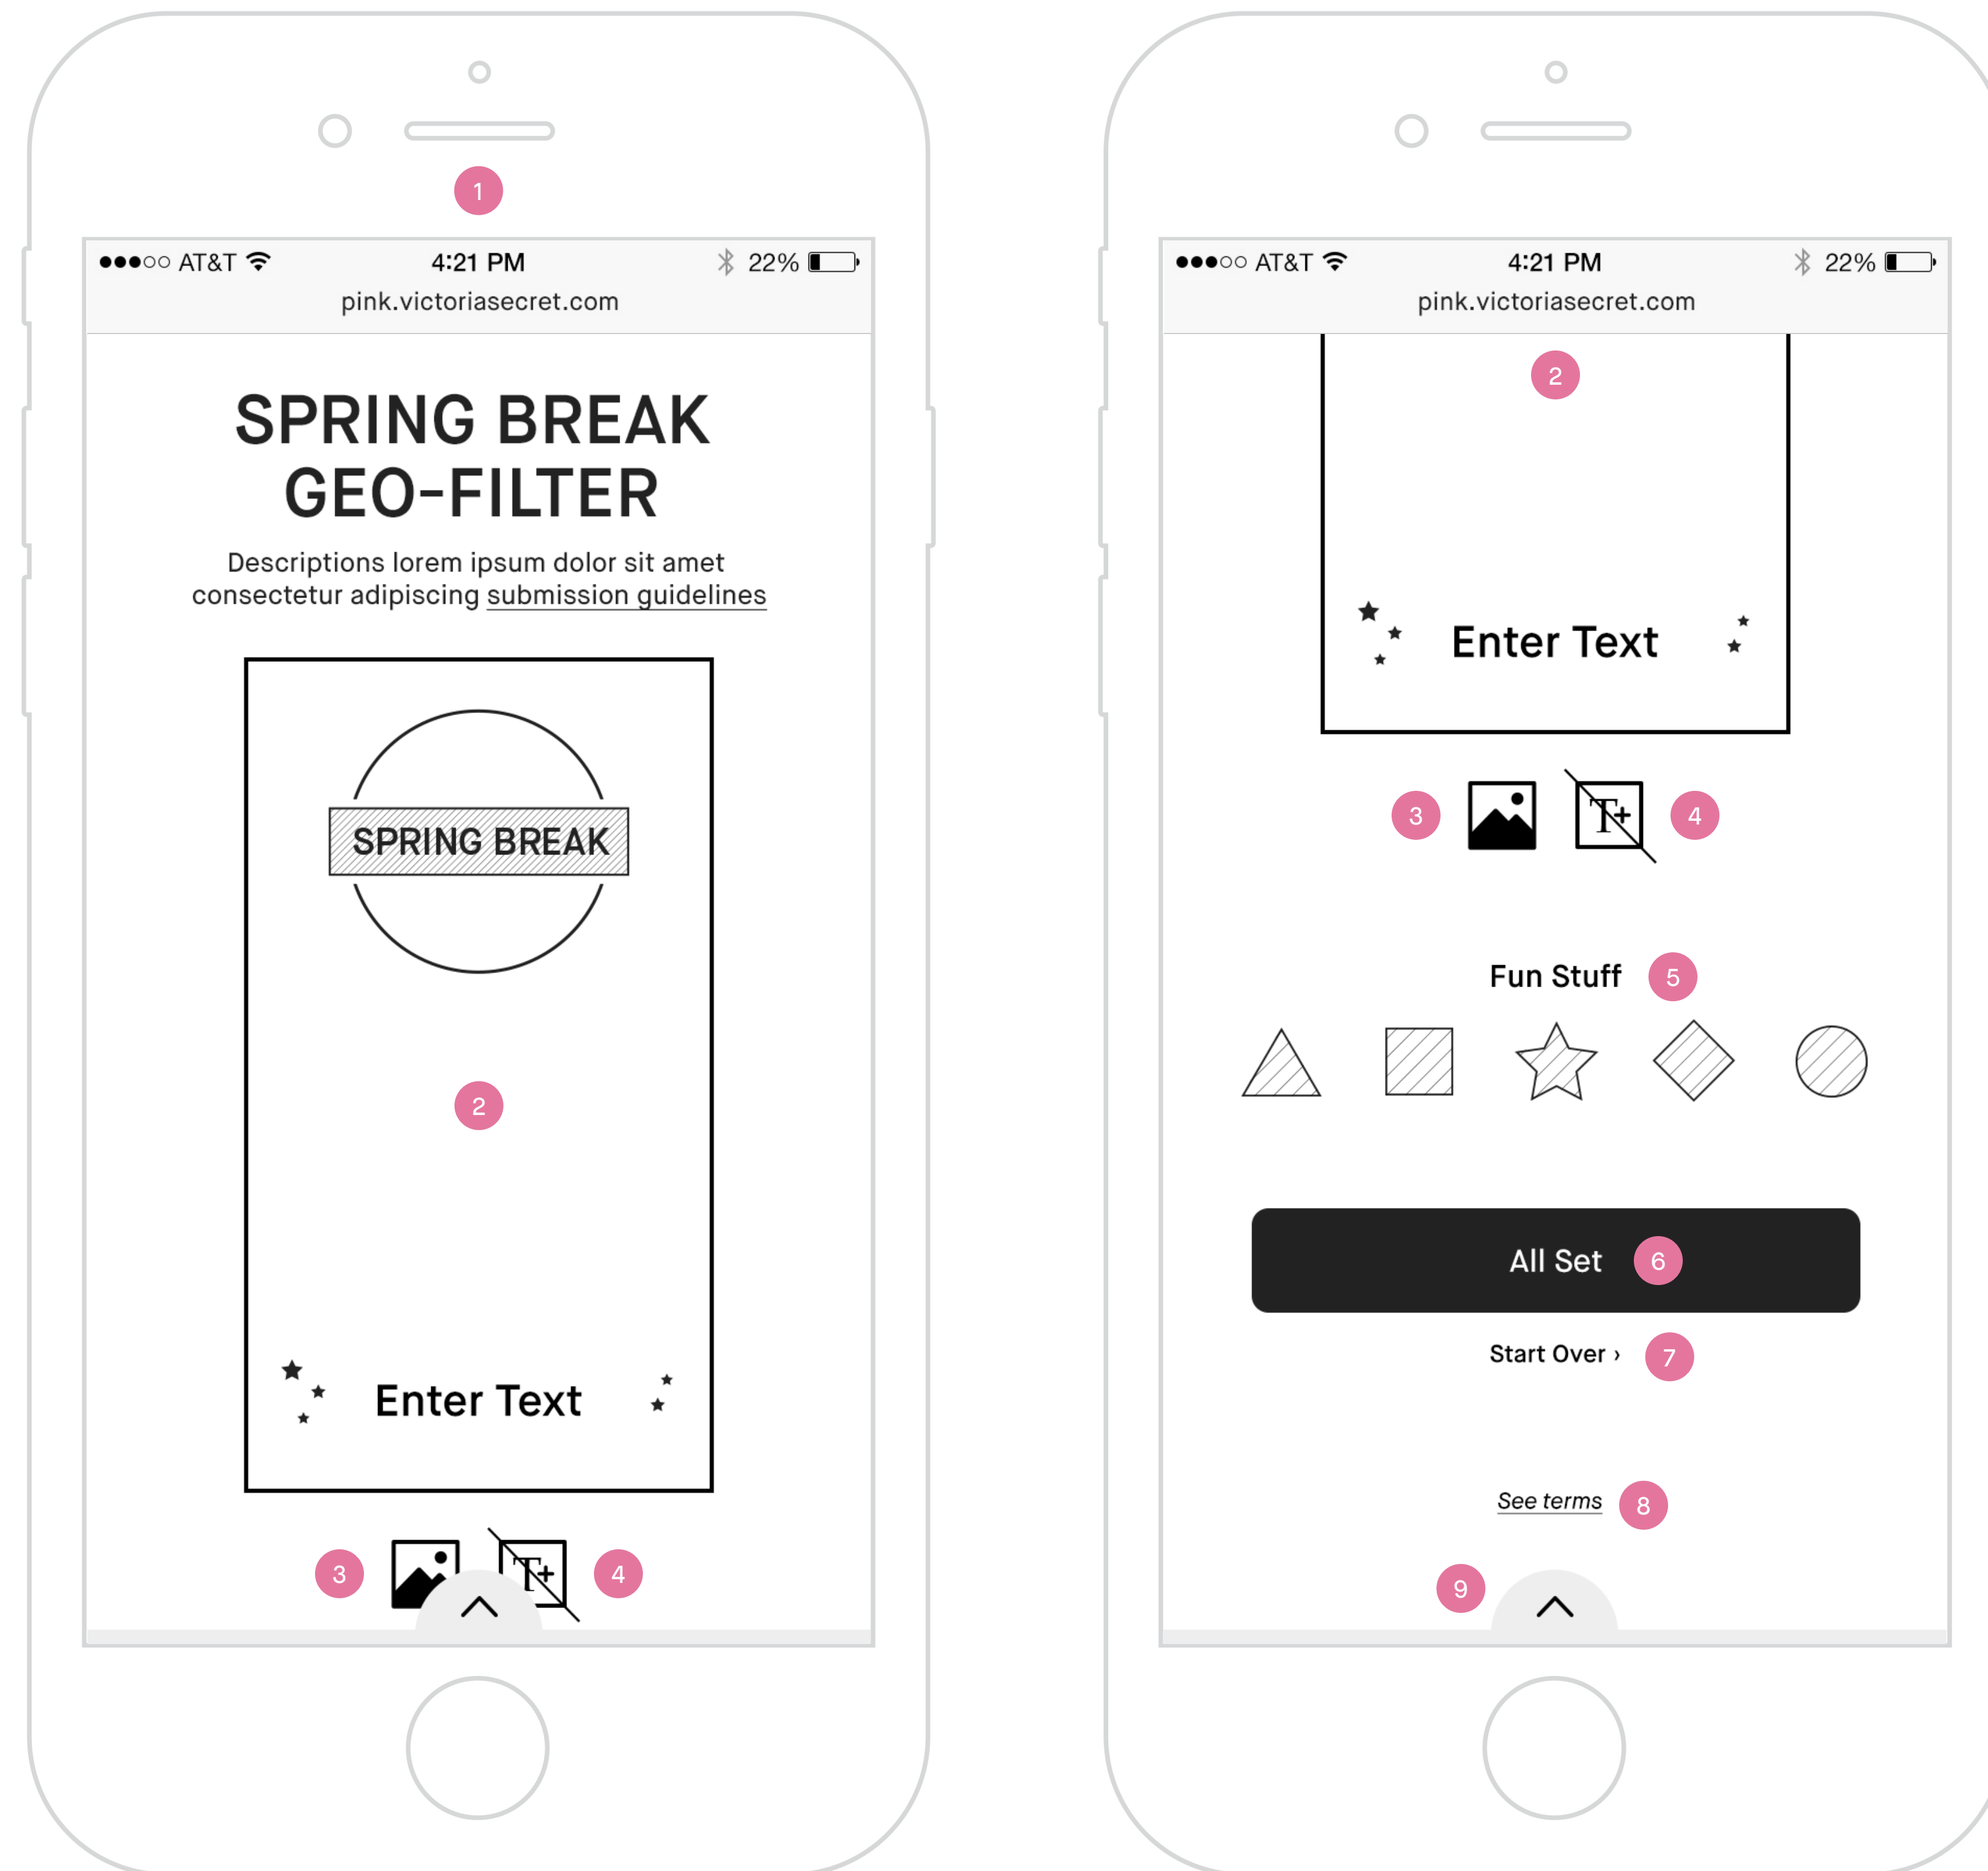 1
AT&T 4:21 PM 22%
pink.victoriasecret.com
SPRING BREAK
GEO-FILTER
Descriptions lorem ipsum dolor sit amet
consectetur adipiscing submission guidelines
SPRING BREAK
2
Enter Text
3 T+ 4
AT&T 4:21 PM 22%
pink.victoriasecret.com
2
Enter Text
3 T+ 4
Fun Stuff 5
All Set 6
Start Over › 7
See terms 8
9